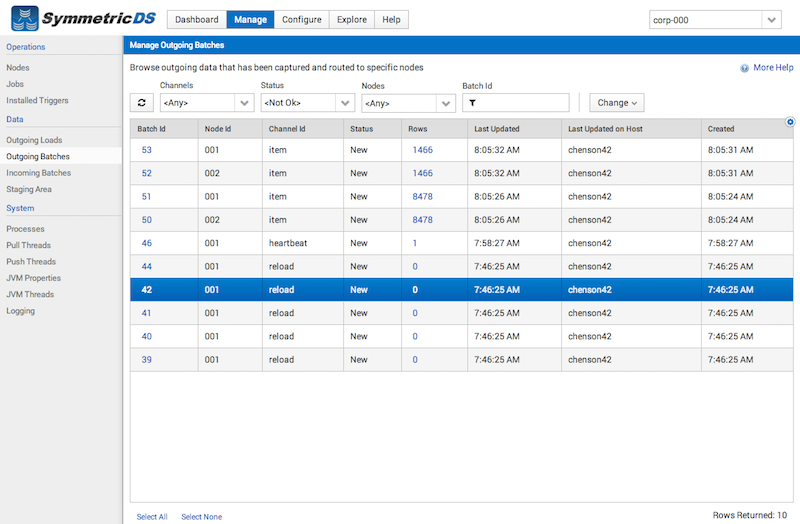 SymmetricDS Dashboard Manage Configure Explore Help corp-000
Operations
Nodes
Jobs
Installed Triggers
Data
Outgoing Loads
Outgoing Batches
Incoming Batches
Staging Area
System
Processes
Pull Threads
Push Threads
JVM Properties
JVM Threads
Logging
Manage Outgoing Batches
Browse outgoing data that has been captured and routed to specific nodes More Help
Channels Status Nodes Batch Id
<Any> <Not Ok> <Any> Change
Batch Id Node Id Channel Id Status Rows Last Updated Last Updated on Host Created
53 001 item New 1466 8:05:32 AM chenson42 8:05:31 AM
52 002 item New 1466 8:05:32 AM chenson42 8:05:31 AM
51 001 item New 8478 8:05:26 AM chenson42 8:05:24 AM
50 002 item New 8478 8:05:26 AM chenson42 8:05:24 AM
46 001 heartbeat New 1 7:58:27 AM chenson42 7:58:27 AM
44 001 reload New 0 7:46:25 AM chenson42 7:46:25 AM
42 001 reload New 0 7:46:25 AM chenson42 7:46:25 AM
41 001 reload New 0 7:46:25 AM chenson42 7:46:25 AM
40 001 reload New 0 7:46:25 AM chenson42 7:46:25 AM
39 001 reload New 0 7:46:25 AM chenson42 7:46:25 AM
Select All Select None Rows Returned: 10